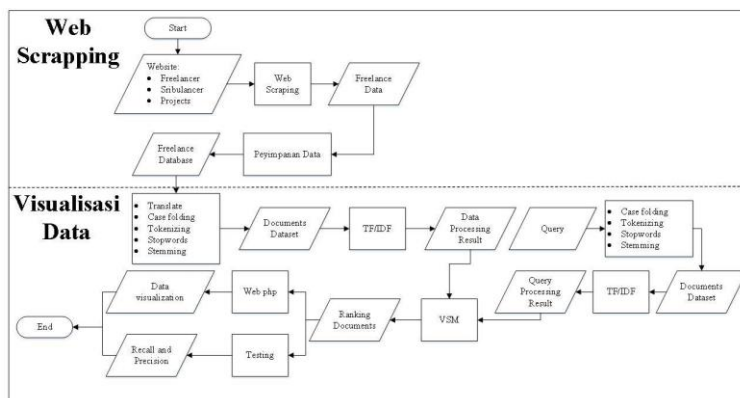 Web
Scrapping
Start
Website:
• Freelancer
• Sribulancer
• Projects
Web
Scraping
Freelance
Data
Freelance
Database
Peyimpanan Data
Visualisasi
Data
• Translate
• Case folding
• Tokenizing
• Stopwords
• Stemming
Documents
Dataset
TF/IDF
Data
Processing
Result
Query
• Case folding
• Tokenizing
• Stopwords
• Stemming
Data
visualization
Web php
Ranking
Documents
VSM
Query
Processing
Result
TF/IDF
Documents
Dataset
End
Recall and
Precision
Testing